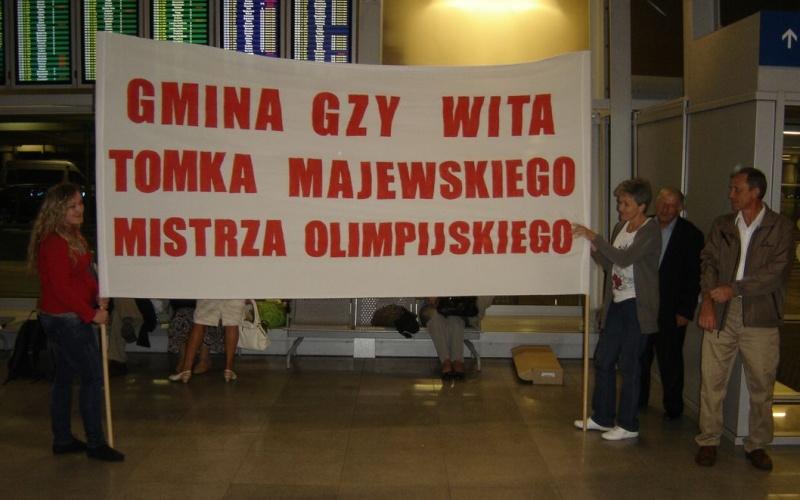 GMINA GZY WITA
TOMKA MAJEWSKIEGO
MISTRZA OLIMPIJSKIEGO